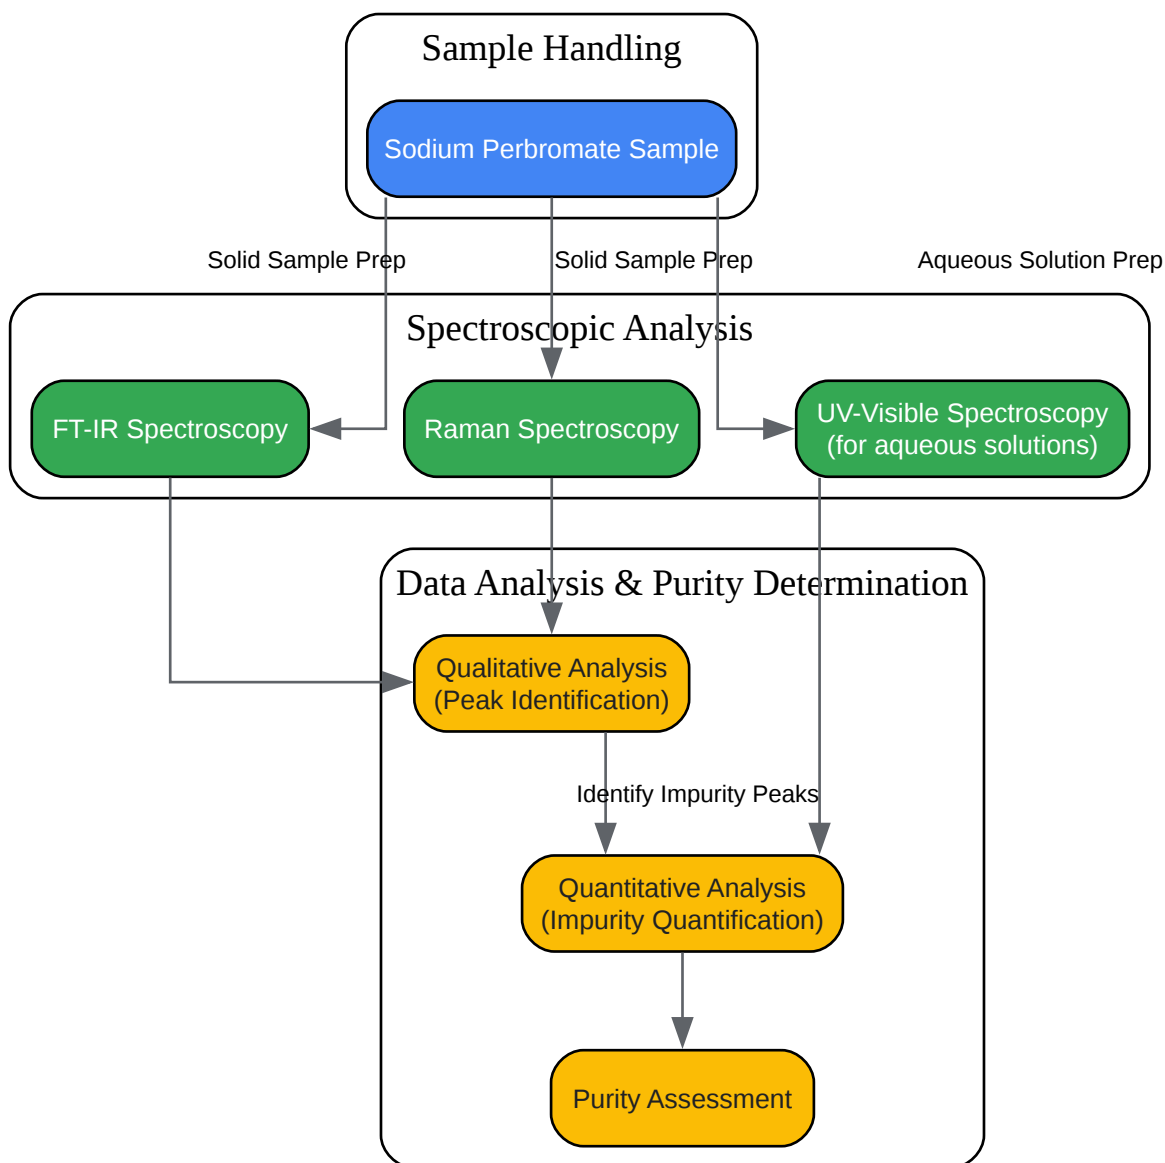 Sample Handling
Sodium Perbromate Sample
Solid Sample Prep
Solid Sample Prep
Aqueous Solution Prep
Spectroscopic Analysis
FT-IR Spectroscopy
Raman Spectroscopy
UV-Visible Spectroscopy
(for aqueous solutions)
Data Analysis & Purity Determination
Qualitative Analysis
(Peak Identification)
Identify Impurity Peaks
Quantitative Analysis
(Impurity Quantification)
Purity Assessment